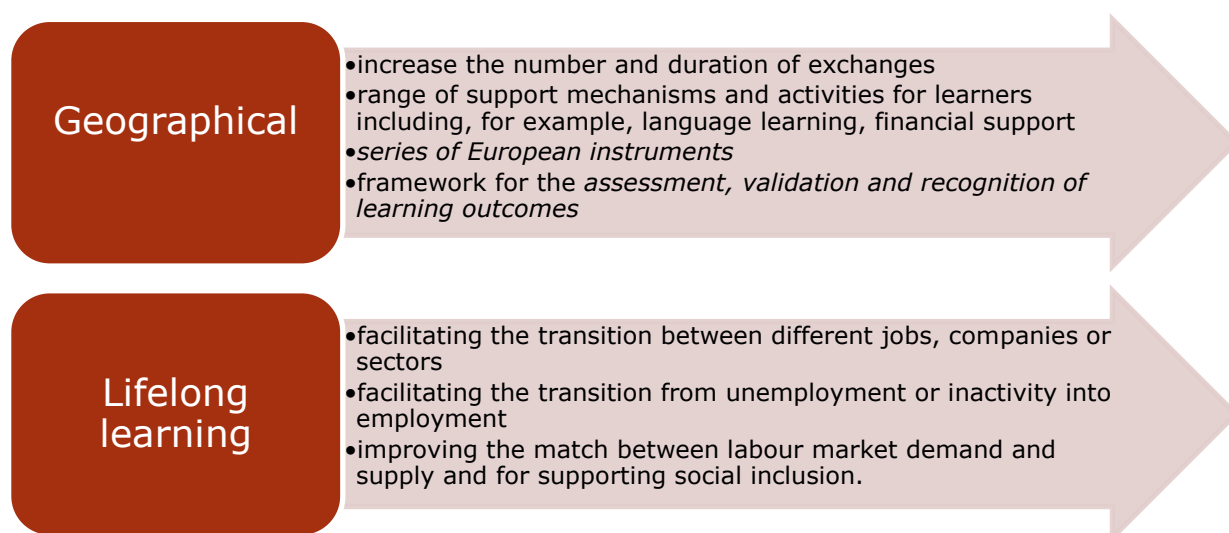 Geographical
•increase the number and duration of exchanges
•range of support mechanisms and activities for learners
including, for example, language learning, financial support
•series of European instruments
•framework for the assessment, validation and recognition of
learning outcomes
Lifelong
learning
•facilitating the transition between different jobs, companies or
sectors
•facilitating the transition from unemployment or inactivity into
employment
•improving the match between labour market demand and
supply and for supporting social inclusion.